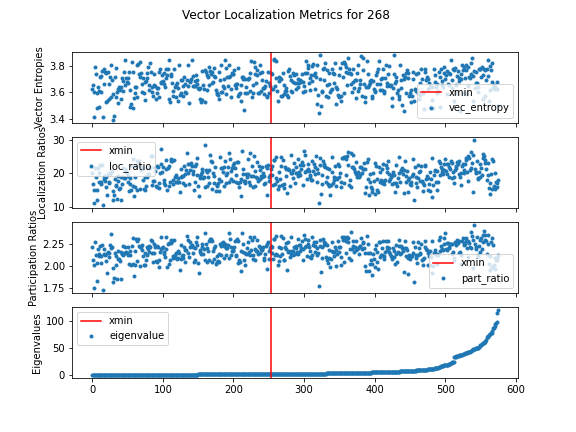 Vector Localization Metrics for 268
Vector Entropies
3.8
3.6
3.4
xmin
vec_entropy
Localization Ratios
30
20
10
xmin
loc_ratio
Participation Ratios
2.25
2.00
1.75
xmin
part_ratio
Eigenvalues
100
50
0
xmin
eigenvalue
0 100 200 300 400 500 600